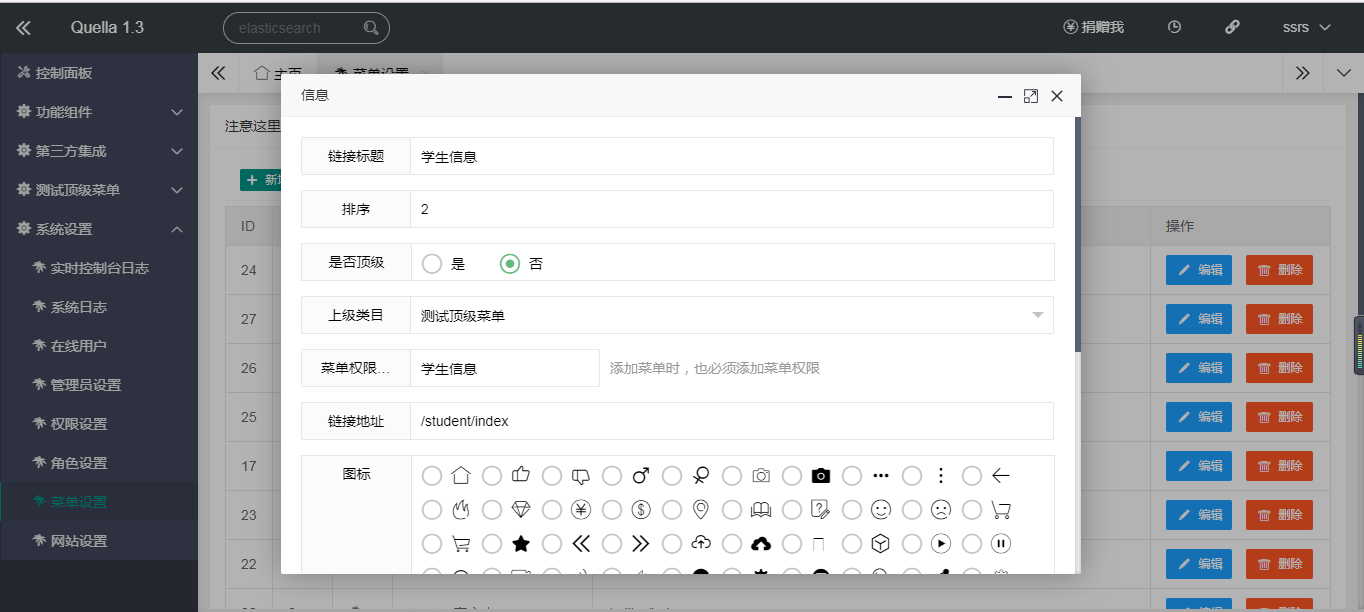 Quella 1.3
elasticsearch
捐赠我
ssrs
控制面板
功能组件
第三方集成
测试顶级菜单
系统设置
实时控制台日志
系统日志
在线用户
管理员设置
权限设置
角色设置
菜单设置
网站设置
主页
菜单设置
注意这里
信息
链接标题 学生信息
排序 2
是否顶级 是 否
上级类目 测试顶级菜单
菜单权限... 学生信息 添加菜单时，也必须添加菜单权限
链接地址 /student/index
图标
ID 操作
24 编辑 删除
27 编辑 删除
26 编辑 删除
25 编辑 删除
17 编辑 删除
23 编辑 删除
22 编辑 删除